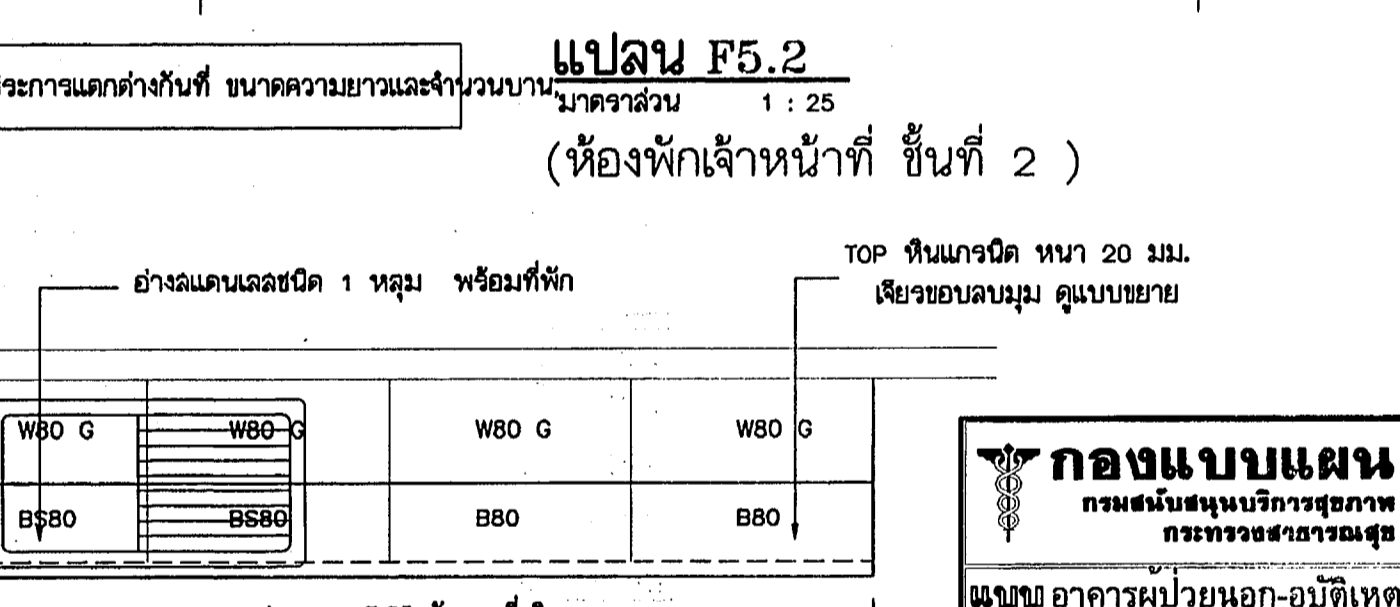 แปลน F5.2
ระการแตกต่างกันที่ ขนาดความยาวและจำนวนบาน
มาตราส่วน 1 : 25
(ห้องพักเจ้าหน้าที่ ชั้นที่ 2 )
TOP หินแกรนิต หนา 20 มม.
เจียรขอบลบมุม ดูแบบขยาย
อ่างสแตนเลสชนิด 1 หลุม พร้อมที่พัก
W80 G W80 G W80 G W80 G
BS80 BS80 B80 B80
กองแบบแผน
กรมสนับสนุนบริการสุขภาพ
กระทรวงสาธารณสุข
แบบ อาคารผู้ป่วยนอก-อุบัติเหตุ